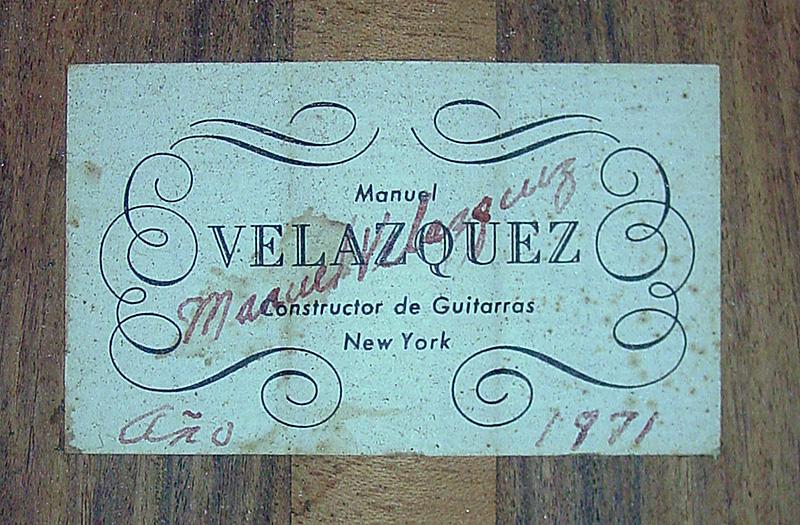 Manuel
VELAZQUEZ
Manuel Velazquez
Constructor de Guitarras
New York
Año 1971